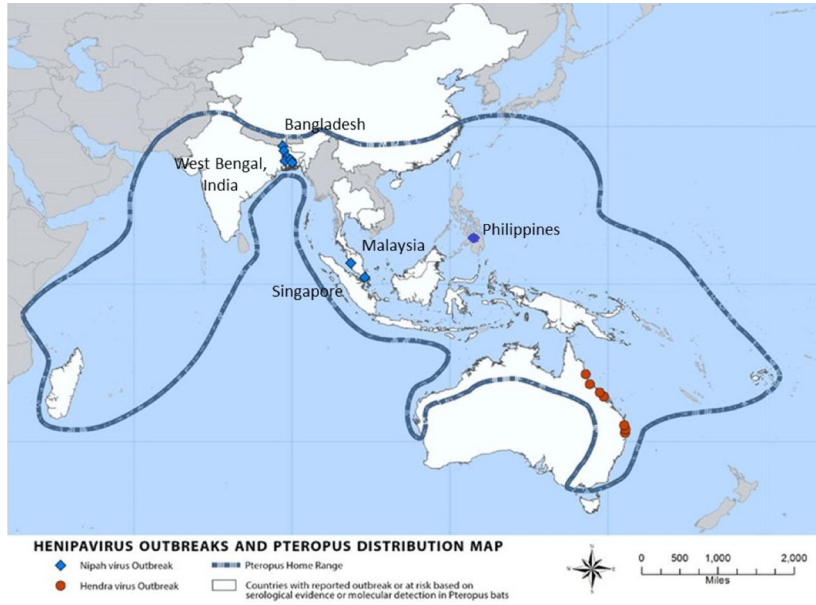 Bangladesh
West Bengal,
India
Philippines
Malaysia
Singapore
HENIPAVIRUS OUTBREAKS AND PTEROPUS DISTRIBUTION MAP
Nipah virus Outbreak
Pteropus Home Range
Hendra virus Outbreak
Countries with reported outbreak or at risk based on
serological evidence or molecular detection in Pteropus bats
N
W
E
S
0 500 1,000 2,000
Miles